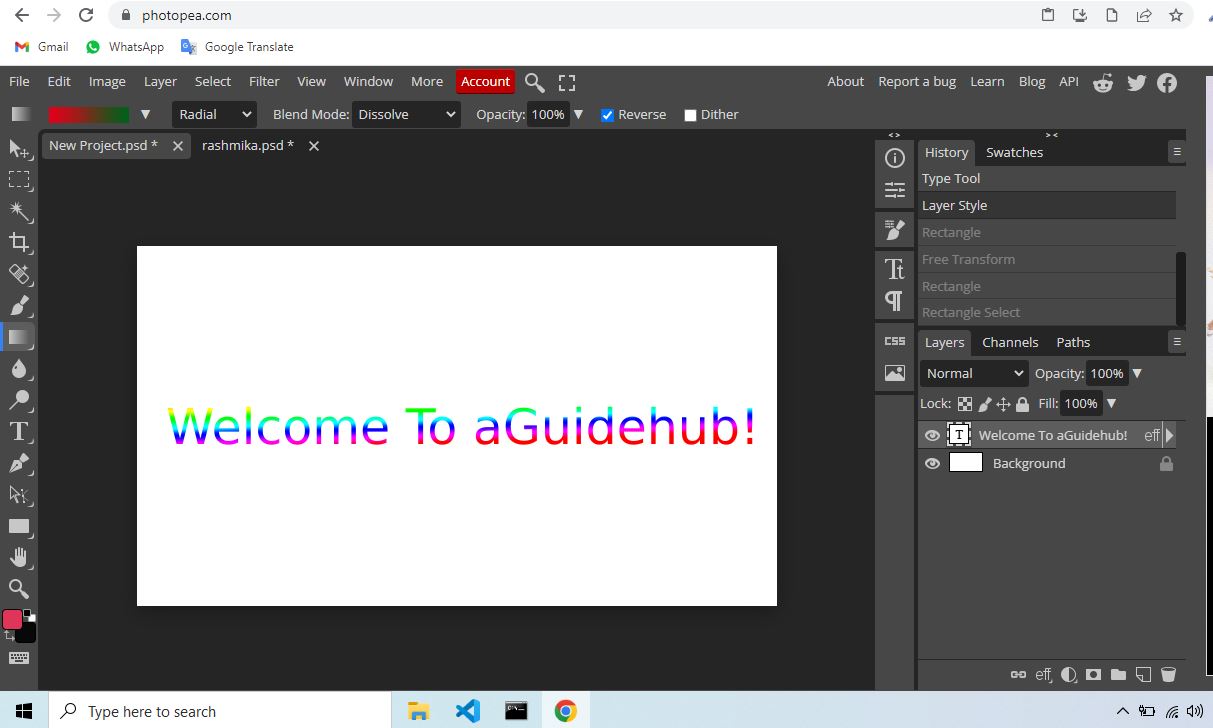 photopea.com
Gmail WhatsApp Google Translate
File Edit Image Layer Select Filter View Window More Account About Report a bug Learn Blog API
Radial Blend Mode: Dissolve Opacity: 100% Reverse Dither
New Project.psd * rashmika.psd *
< > > <
History Swatches
Type Tool
Layer Style
Rectangle
Free Transform
Rectangle
Rectangle Select
CSS
Layers Channels Paths
Normal Opacity: 100%
Lock: Fill: 100%
T Welcome To aGuidehub! eff
Background
Welcome To aGuidehub!
eff
Type here to search